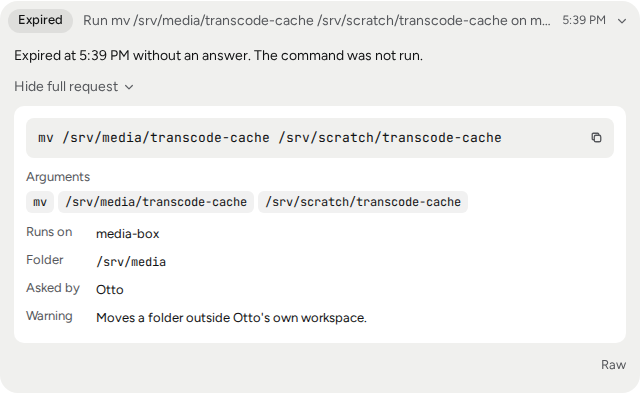 Expired Run mv /srv/media/transcode-cache /srv/scratch/transcode-cache on m... 5:39 PM
Expired at 5:39 PM without an answer. The command was not run.
Hide full request
mv /srv/media/transcode-cache /srv/scratch/transcode-cache
Arguments
mv /srv/media/transcode-cache /srv/scratch/transcode-cache
Runs on media-box
Folder /srv/media
Asked by Otto
Warning Moves a folder outside Otto's own workspace.
Raw